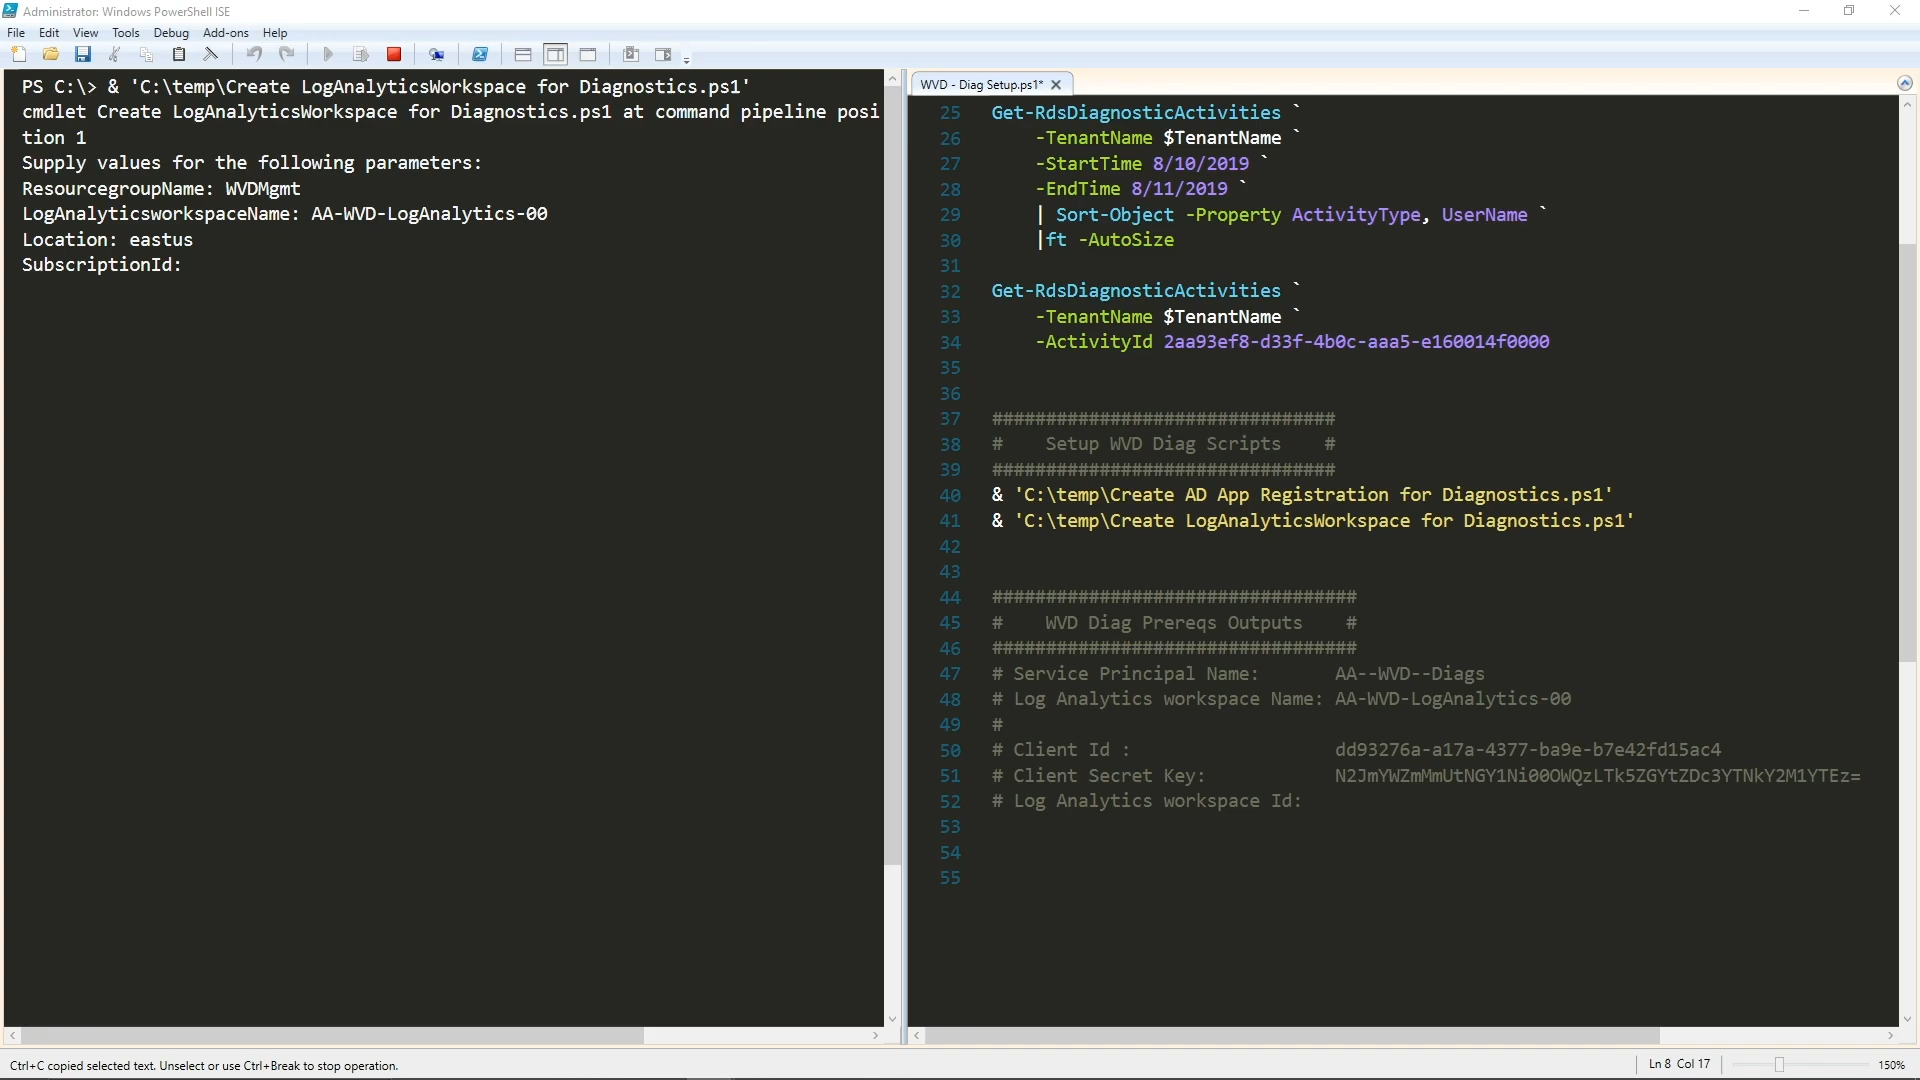 Administrator: Windows PowerShell ISE
File Edit View Tools Debug Add-ons Help
PS C:\> & 'C:\temp\Create LogAnalyticsWorkspace for Diagnostics.ps1'
cmdlet Create LogAnalyticsWorkspace for Diagnostics.ps1 at command pipeline posi
tion 1
Supply values for the following parameters:
ResourcegroupName: WVDMgmt
LogAnalyticsworkspaceName: AA-WVD-LogAnalytics-00
Location: eastus
SubscriptionId:
WVD - Diag Setup.ps1*
25 Get-RdsDiagnosticActivities `
26 -TenantName $TenantName `
27 -StartTime 8/10/2019 `
28 -EndTime 8/11/2019 `
29 | Sort-Object -Property ActivityType, UserName `
30 |ft -AutoSize
31
32 Get-RdsDiagnosticActivities `
33 -TenantName $TenantName `
34 -ActivityId 2aa93ef8-d33f-4b0c-aaa5-e160014f0000
35
36
37 ################################
38 # Setup WVD Diag Scripts #
39 ################################
40 & 'C:\temp\Create AD App Registration for Diagnostics.ps1'
41 & 'C:\temp\Create LogAnalyticsWorkspace for Diagnostics.ps1'
42
43
44 ##################################
45 # WVD Diag Prereqs Outputs #
46 ##################################
47 # Service Principal Name: AA--WVD--Diags
48 # Log Analytics workspace Name: AA-WVD-LogAnalytics-00
49 #
50 # Client Id : dd93276a-a17a-4377-ba9e-b7e42fd15ac4
51 # Client Secret Key: N2JmYWZmMmUtNGY1Ni00OWQzLTk5ZGYtZDc3YTNkY2M1YTEz=
52 # Log Analytics workspace Id:
53
54
55
Ctrl+C copied selected text. Unselect or use Ctrl+Break to stop operation.
Ln 8 Col 17
150%